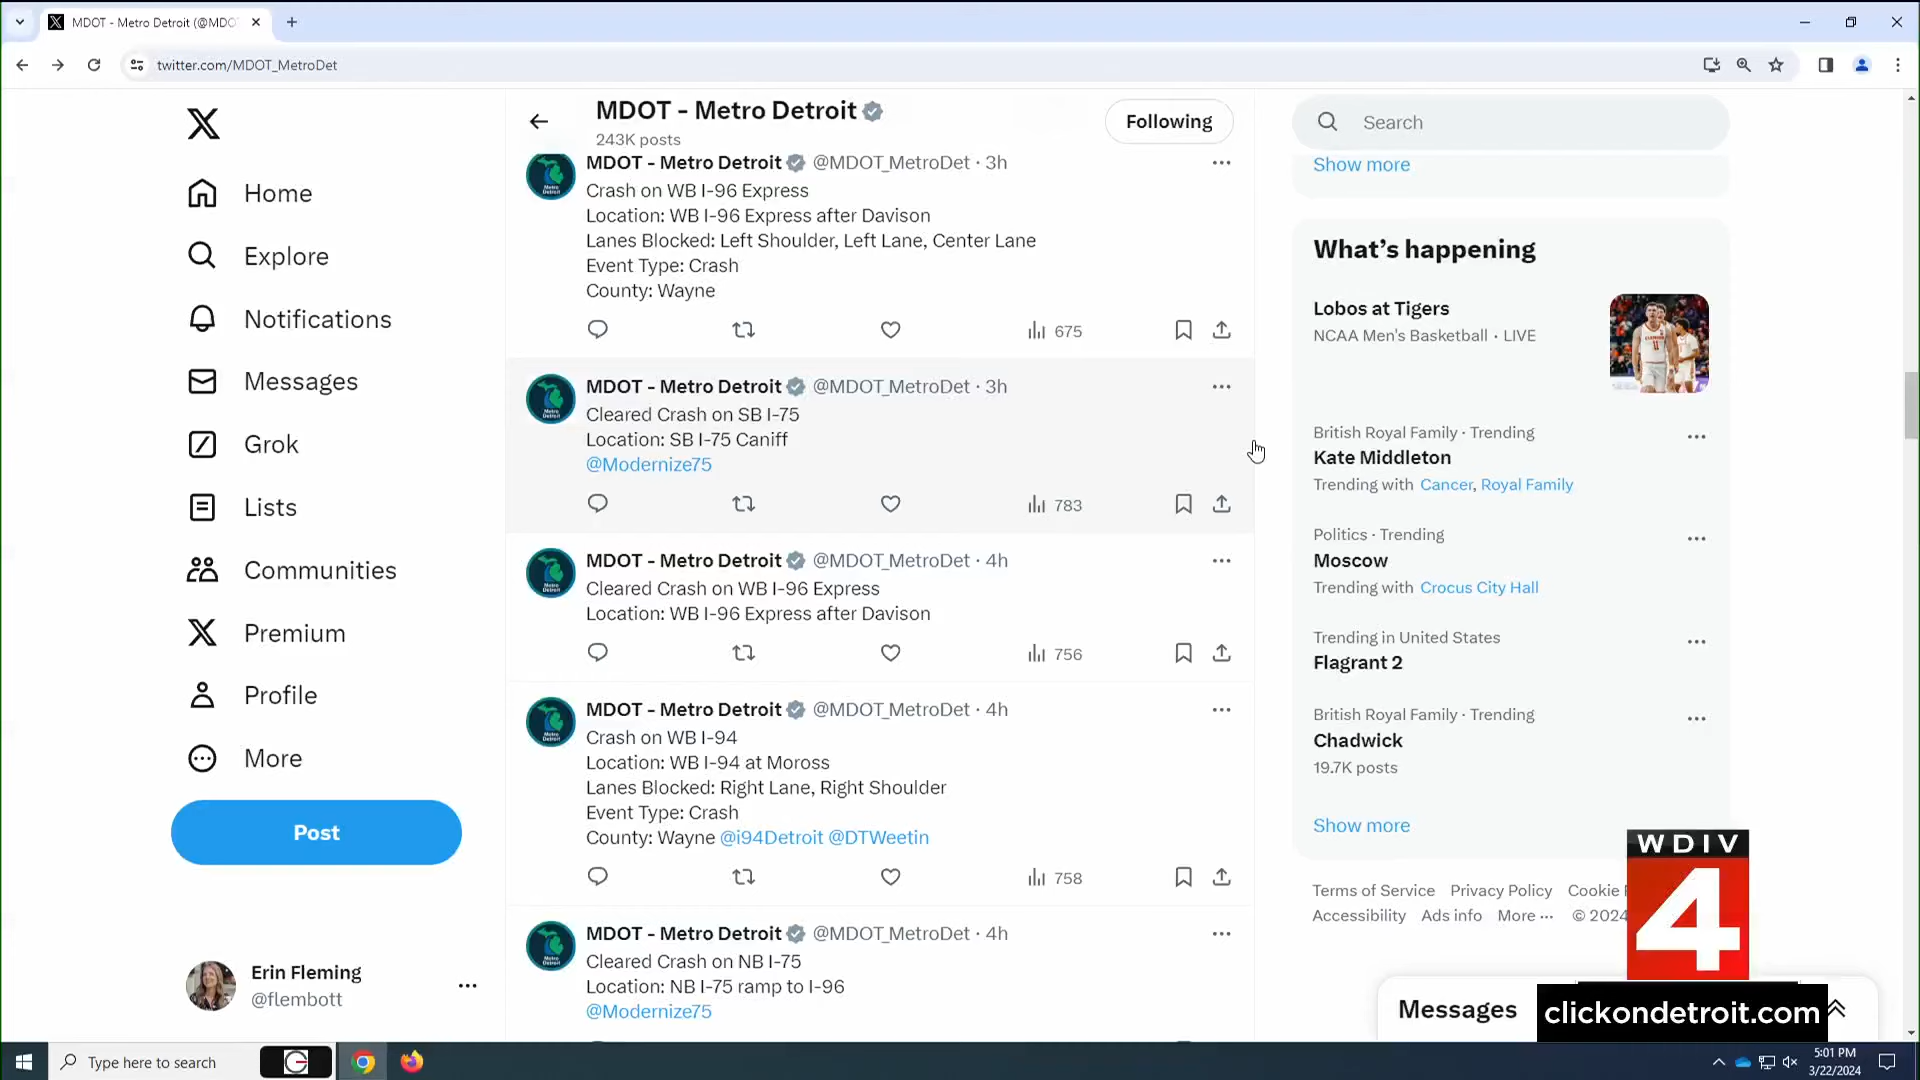 MDOT - Metro Detroit (@MDO
twitter.com/MDOT_MetroDet
Home
Explore
Notifications
Messages
Grok
Lists
Communities
Premium
Profile
More
Post
Erin Fleming
@flembott
MDOT - Metro Detroit
243K posts
Following
MDOT - Metro Detroit @MDOT_MetroDet · 3h
Crash on WB I-96 Express
Location: WB I-96 Express after Davison
Lanes Blocked: Left Shoulder, Left Lane, Center Lane
Event Type: Crash
County: Wayne
675
MDOT - Metro Detroit @MDOT_MetroDet · 3h
Cleared Crash on SB I-75
Location: SB I-75 Caniff
@Modernize75
783
MDOT - Metro Detroit @MDOT_MetroDet · 4h
Cleared Crash on WB I-96 Express
Location: WB I-96 Express after Davison
756
MDOT - Metro Detroit @MDOT_MetroDet · 4h
Crash on WB I-94
Location: WB I-94 at Moross
Lanes Blocked: Right Lane, Right Shoulder
Event Type: Crash
County: Wayne @i94Detroit @DTWeetin
758
MDOT - Metro Detroit @MDOT_MetroDet · 4h
Cleared Crash on NB I-75
Location: NB I-75 ramp to I-96
@Modernize75
Search
Show more
What's happening
Lobos at Tigers
NCAA Men's Basketball · LIVE
British Royal Family · Trending
Kate Middleton
Trending with Cancer, Royal Family
Politics · Trending
Moscow
Trending with Crocus City Hall
Trending in United States
Flagrant 2
British Royal Family · Trending
Chadwick
19.7K posts
Show more
Terms of Service Privacy Policy Cookie
Accessibility Ads info More ··· © 2024
WDIV
4
Messages
clickondetroit.com
Type here to search
5:01 PM
3/22/2024